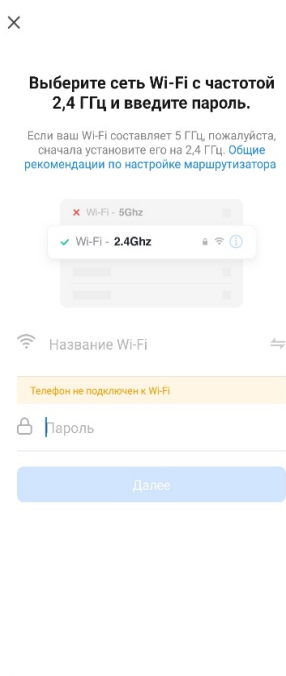 Выберите сеть Wi-Fi с частотой
2,4 ГГц и введите пароль.
Если ваш Wi-Fi составляет 5 ГГц, пожалуйста,
сначала установите его на 2,4 ГГц. Общие
рекомендации по настройке маршрутизатора
Wi-Fi - 5Ghz
Wi-Fi - 2.4Ghz
Название Wi-Fi
Телефон не подключен к Wi-Fi
Пароль
Далее